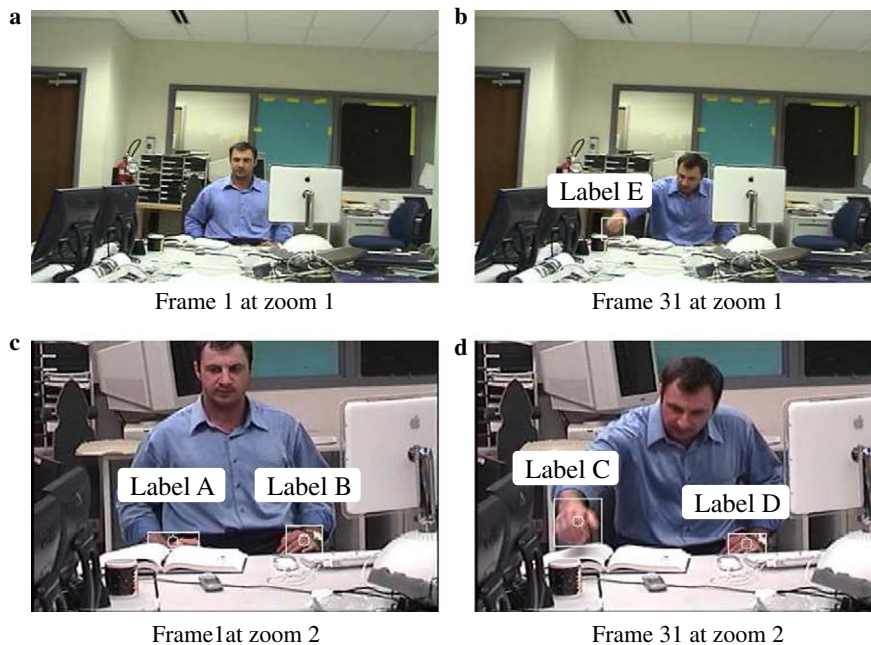 a
b
Label E
Frame 1 at zoom 1
Frame 31 at zoom 1
c
d
Label A
Label B
Label C
Label D
Frame1at zoom 2
Frame 31 at zoom 2